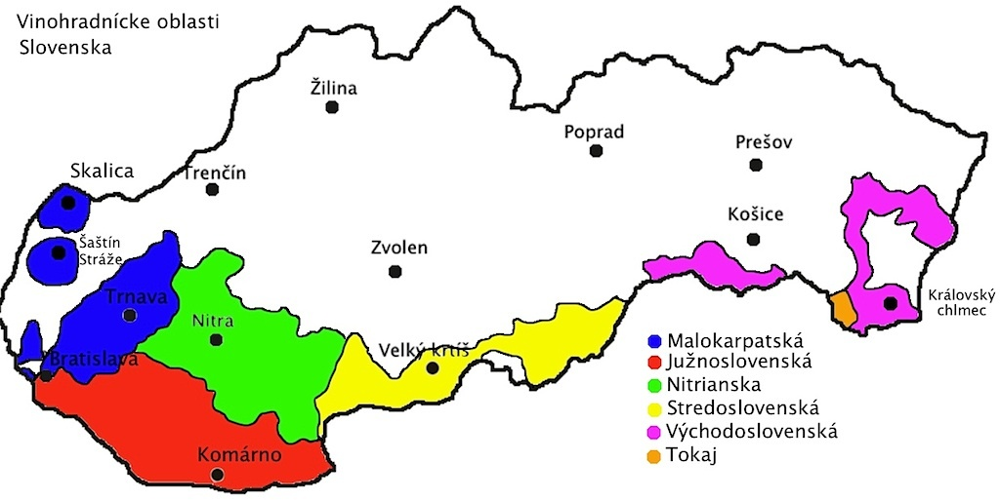 Vinohradnícke oblasti
Slovenska
Žilina
Poprad
Prešov
Skalica
Trenčín
Košice
Šaštín
Stráže
Zvolen
Trnava
Nitra
Královský
chlmec
Velký krtíš
Bratislava
Malokarpatská
Južnoslovenská
Nitrianska
Stredoslovenská
Východoslovenská
Tokaj
Komárno